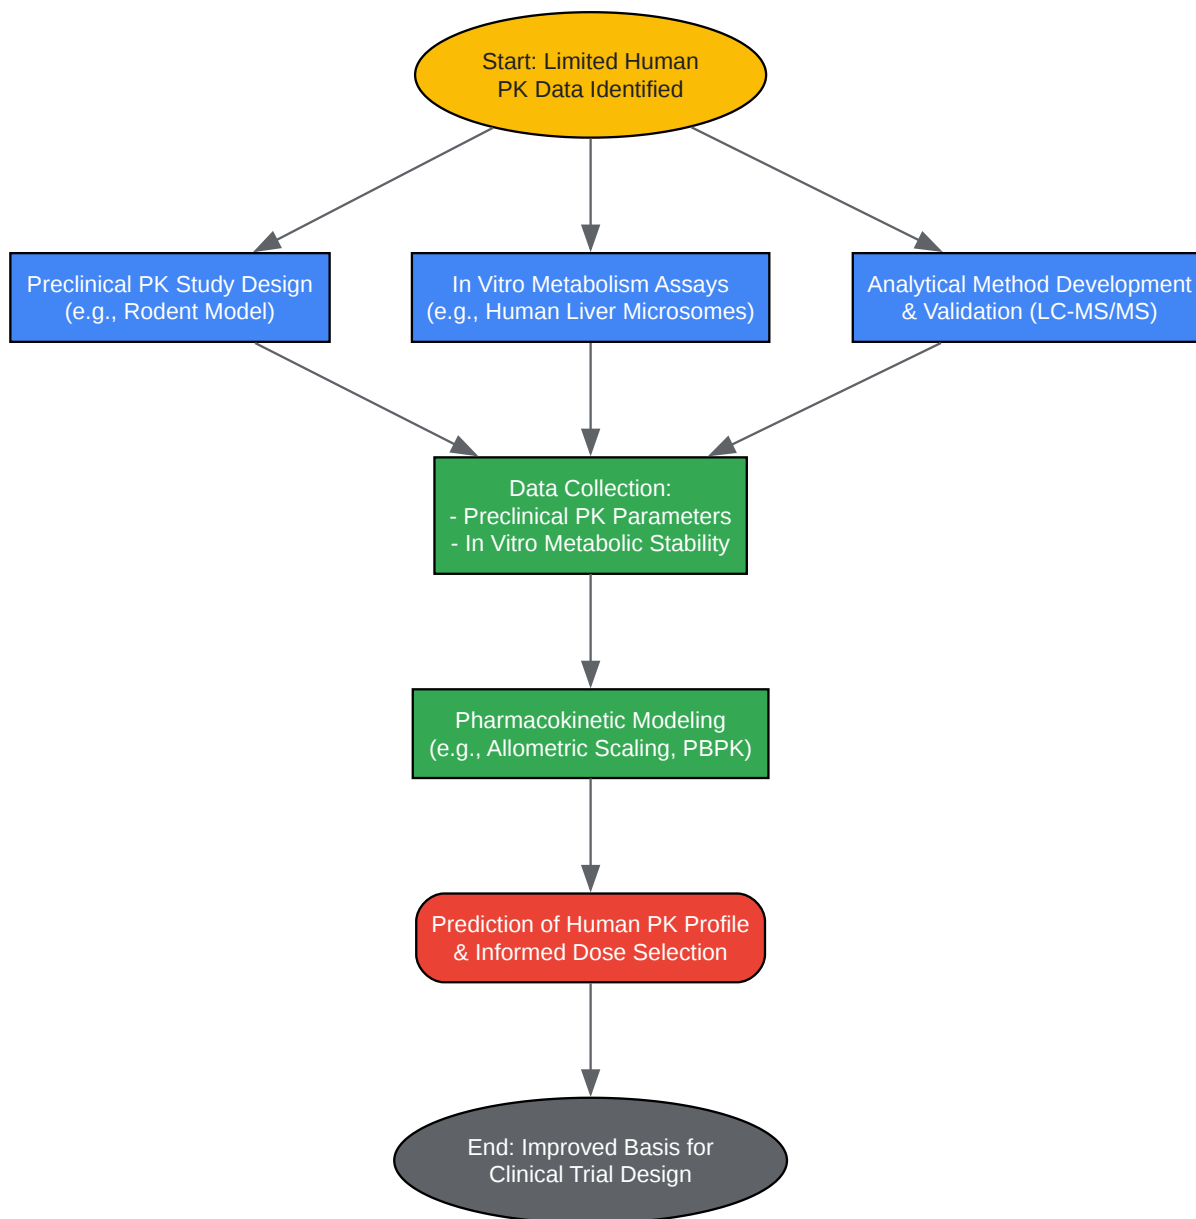 Start: Limited Human
PK Data Identified
Preclinical PK Study Design
(e.g., Rodent Model)
In Vitro Metabolism Assays
(e.g., Human Liver Microsomes)
Analytical Method Development
& Validation (LC-MS/MS)
Data Collection:
- Preclinical PK Parameters
- In Vitro Metabolic Stability
Pharmacokinetic Modeling
(e.g., Allometric Scaling, PBPK)
Prediction of Human PK Profile
& Informed Dose Selection
End: Improved Basis for
Clinical Trial Design